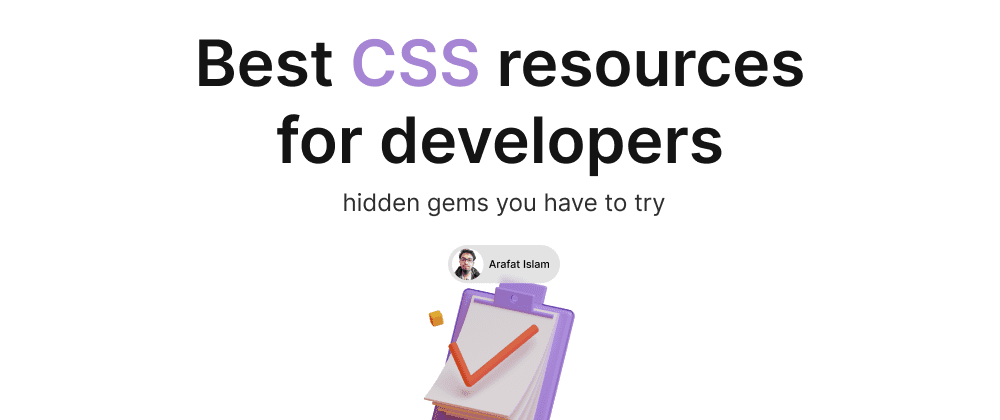 Best CSS resources
for developers
hidden gems you have to try
Arafat Islam